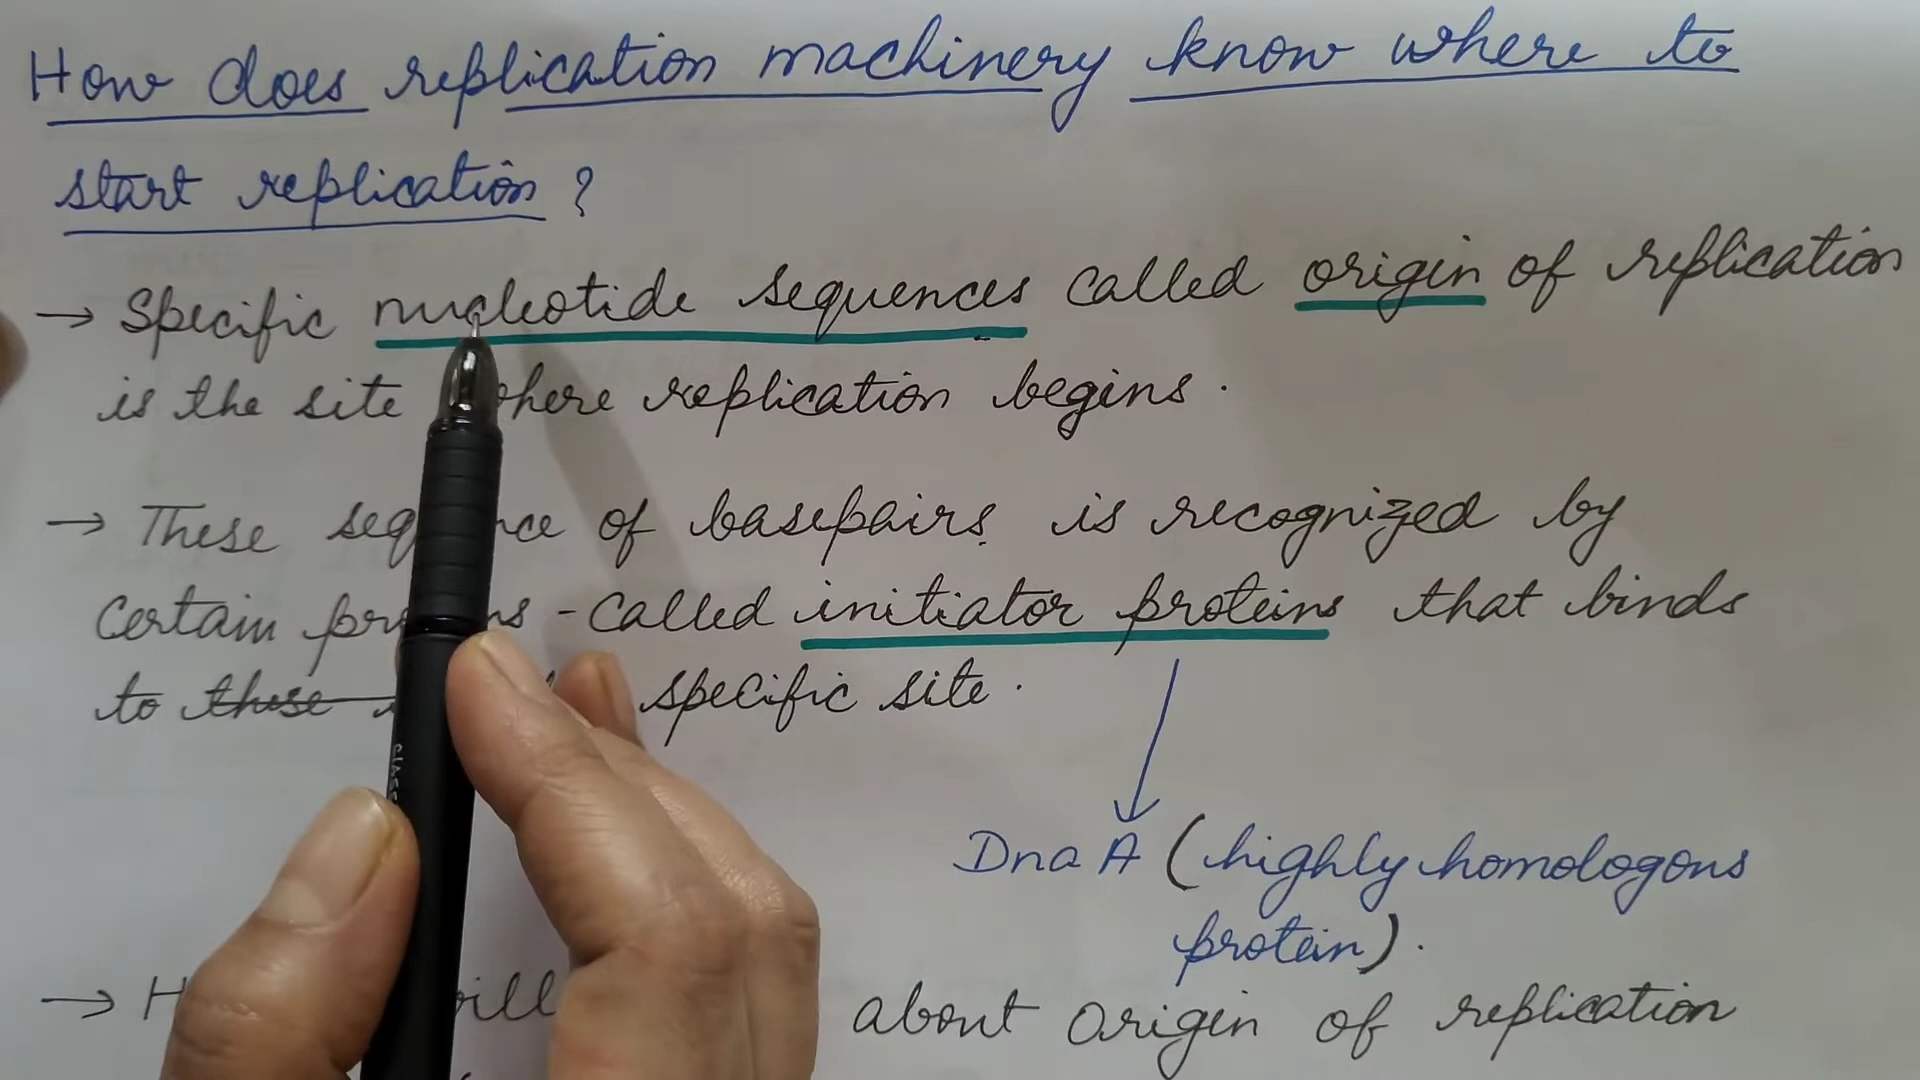 How does replication machinery know where to
start replication ?
→ Specific nucleotide sequences called origin of replication
is the site where replication begins.
→ These sequence of basepairs is recognized by
certain proteins - called initiator proteins that binds
to these specific site.
Dna A (highly homologous
protein).
→ about Origin of replication